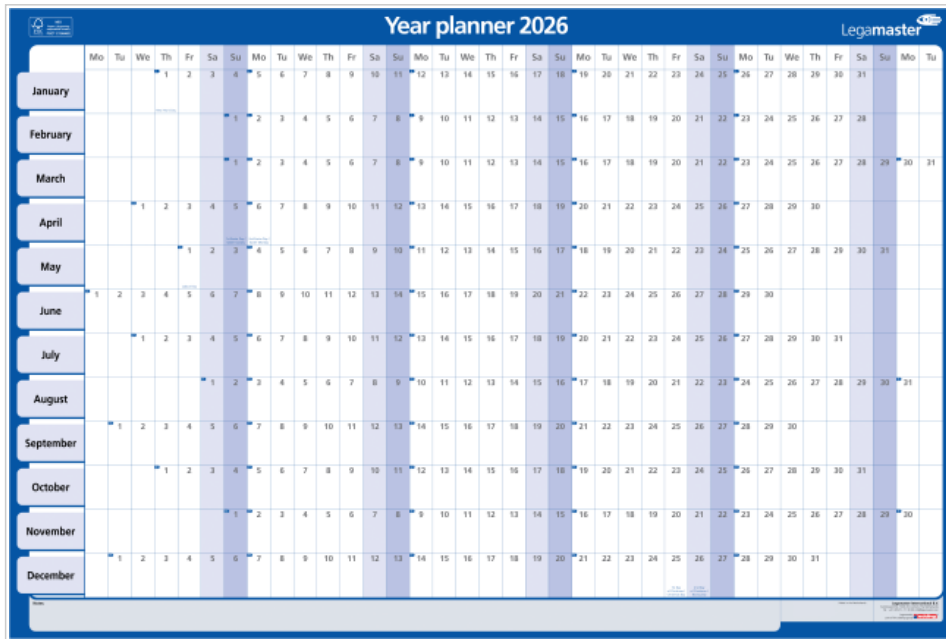 FSC
Year planner 2026
Legamaster
Mo Tu We Th Fr Sa Su Mo Tu We Th Fr Sa Su Mo Tu We Th Fr Sa Su Mo Tu We Th Fr Sa Su Mo Tu We Th Fr Sa Su Mo Tu
January 1 2 3 4 5 6 7 8 9 10 11 12 13 14 15 16 17 18 19 20 21 22 23 24 25 26 27 28 29 30 31
February 1 2 3 4 5 6 7 8 9 10 11 12 13 14 15 16 17 18 19 20 21 22 23 24 25 26 27 28
March 1 2 3 4 5 6 7 8 9 10 11 12 13 14 15 16 17 18 19 20 21 22 23 24 25 26 27 28 29 30 31
April 1 2 3 4 5 6 7 8 9 10 11 12 13 14 15 16 17 18 19 20 21 22 23 24 25 26 27 28 29 30
May 1 2 3 4 5 6 7 8 9 10 11 12 13 14 15 16 17 18 19 20 21 22 23 24 25 26 27 28 29 30 31
June 1 2 3 4 5 6 7 8 9 10 11 12 13 14 15 16 17 18 19 20 21 22 23 24 25 26 27 28 29 30
July 1 2 3 4 5 6 7 8 9 10 11 12 13 14 15 16 17 18 19 20 21 22 23 24 25 26 27 28 29 30 31
August 1 2 3 4 5 6 7 8 9 10 11 12 13 14 15 16 17 18 19 20 21 22 23 24 25 26 27 28 29 30 31
September 1 2 3 4 5 6 7 8 9 10 11 12 13 14 15 16 17 18 19 20 21 22 23 24 25 26 27 28 29 30
October 1 2 3 4 5 6 7 8 9 10 11 12 13 14 15 16 17 18 19 20 21 22 23 24 25 26 27 28 29 30 31
November 1 2 3 4 5 6 7 8 9 10 11 12 13 14 15 16 17 18 19 20 21 22 23 24 25 26 27 28 29 30
December 1 2 3 4 5 6 7 8 9 10 11 12 13 14 15 16 17 18 19 20 21 22 23 24 25 26 27 28 29 30 31
Legamaster International B.V.